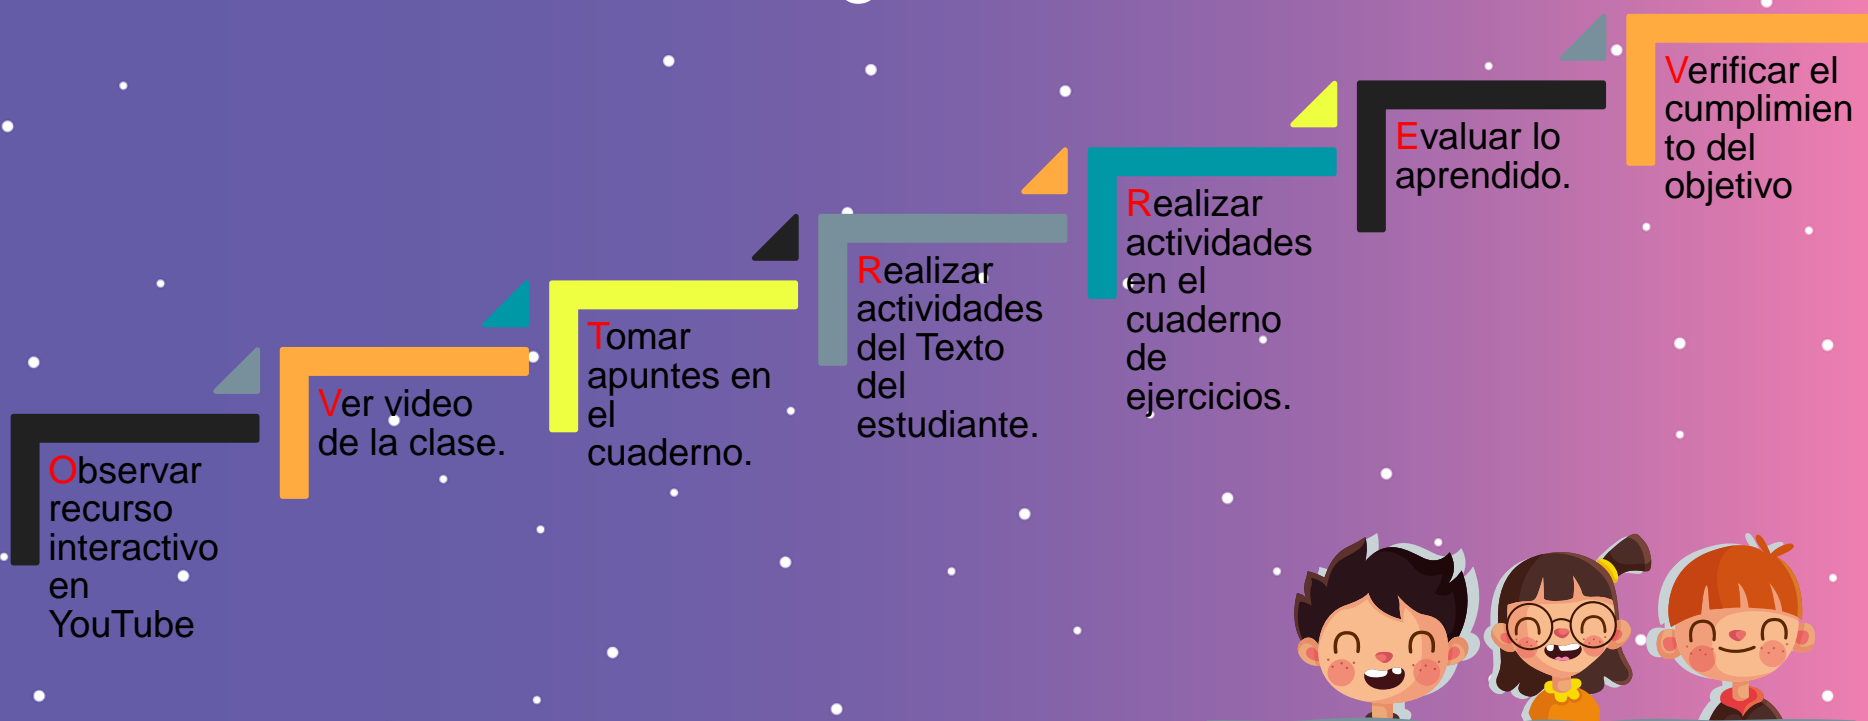 Observar
recurso
interactivo
en
YouTube
Ver video
de la clase.
Tomar
apuntes en
el
cuaderno.
Realizar
actividades
del Texto
del
estudiante.
Realizar
actividades
en el
cuaderno
de
ejercicios.
Evaluar lo
aprendido.
Verificar el
cumplimien
to del
objetivo